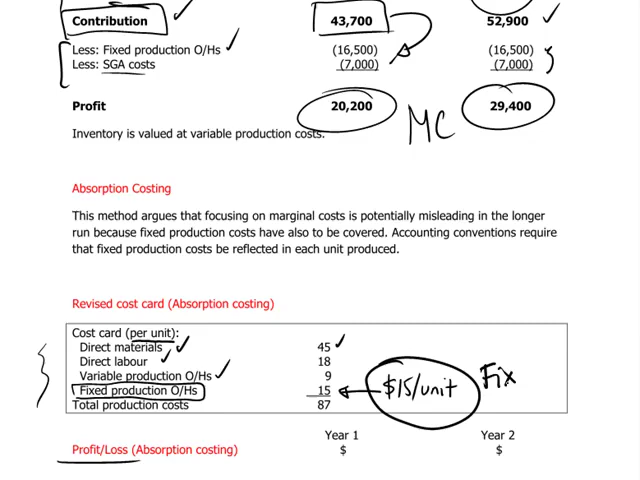 Contribution 43,700 52,900
Less: Fixed production O/Hs (16,500) (16,500)
Less: SGA costs (7,000) (7,000)
Profit 20,200 29,400
MC
Inventory is valued at variable production costs.
Absorption Costing
This method argues that focusing on marginal costs is potentially misleading in the longer
run because fixed production costs have also to be covered. Accounting conventions require
that fixed production costs be reflected in each unit produced.
Revised cost card (Absorption costing)
Cost card (per unit):
Direct materials 45
Direct labour 18
Variable production O/Hs 9
Fixed production O/Hs 15 $15/unit Fix
Total production costs 87
Year 1 Year 2
Profit/Loss (Absorption costing) $ $